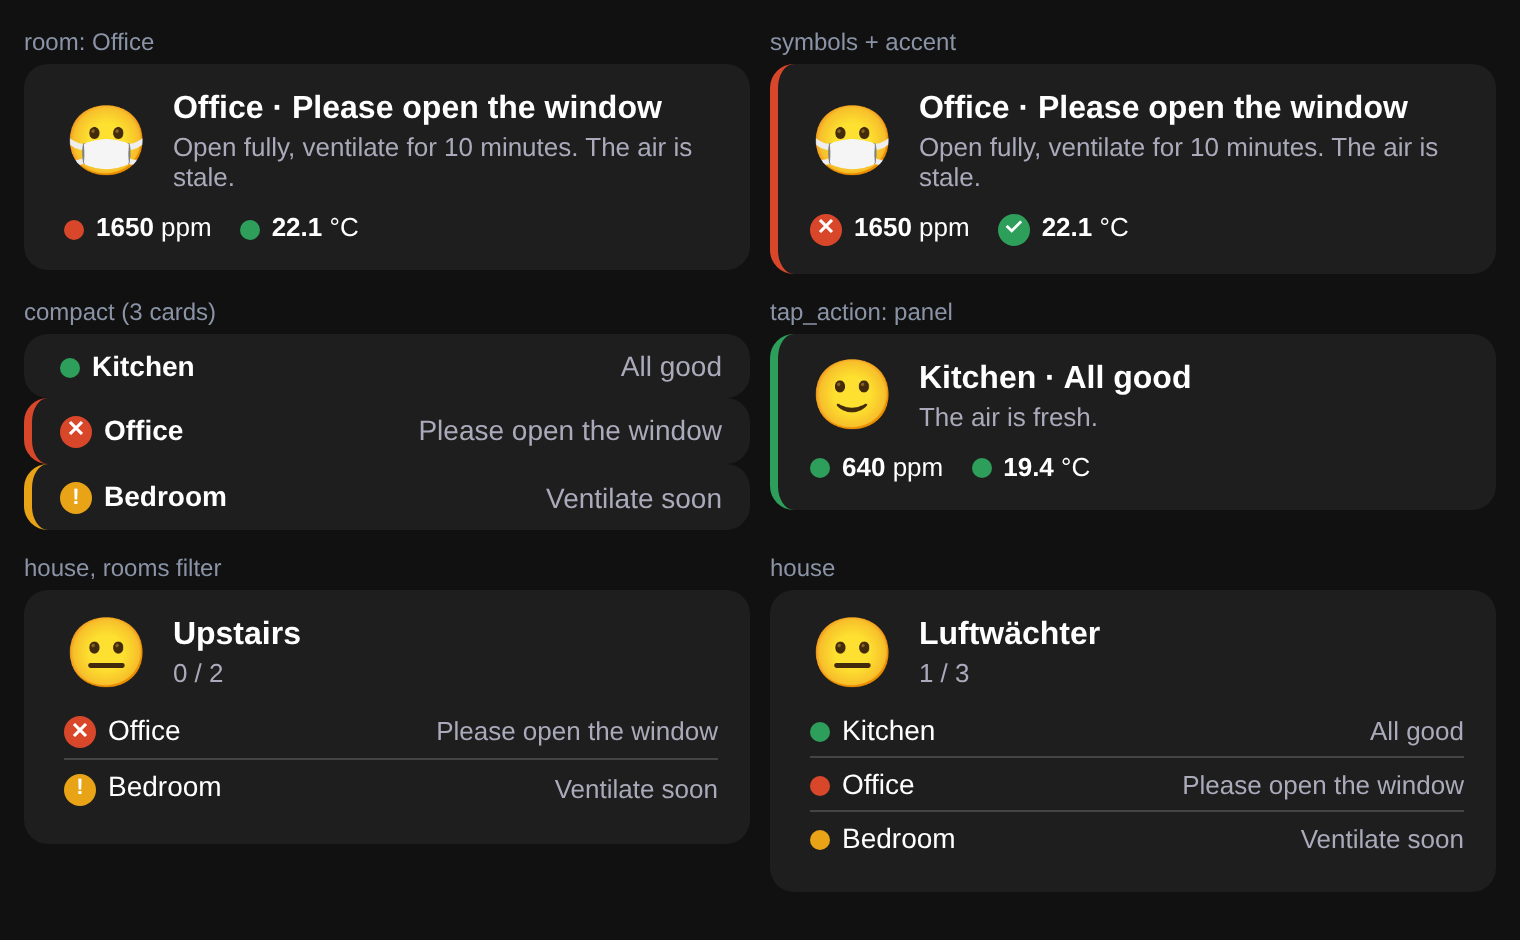 room: Office
Office · Please open the window
Open fully, ventilate for 10 minutes. The air is
stale.
1650 ppm 22.1 °C
symbols + accent
Office · Please open the window
Open fully, ventilate for 10 minutes. The air is
stale.
1650 ppm 22.1 °C
compact (3 cards)
Kitchen All good
Office Please open the window
! Bedroom Ventilate soon
tap_action: panel
Kitchen · All good
The air is fresh.
640 ppm 19.4 °C
house, rooms filter
Upstairs
0 / 2
Office Please open the window
! Bedroom Ventilate soon
house
Luftwächter
1 / 3
Kitchen All good
Office Please open the window
Bedroom Ventilate soon